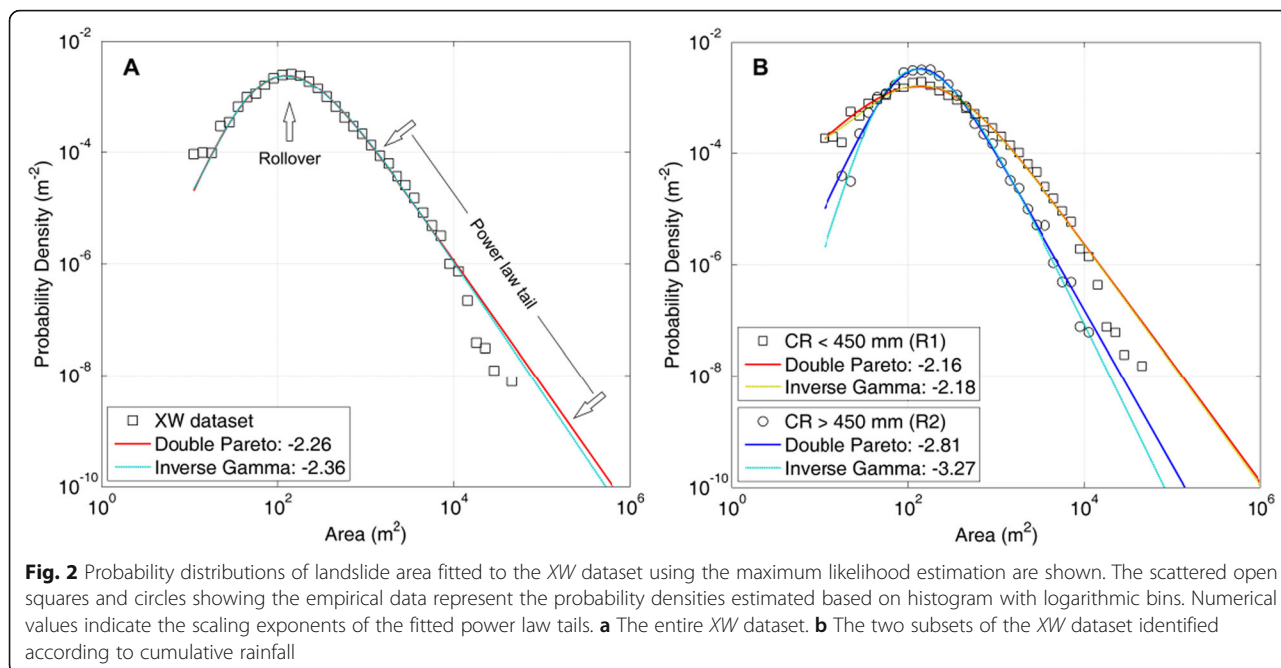 A
10^-2
10^-4
10^-6
10^-8
10^-10
Probability Density (m^-2)
Rollover
Power law tail
XW dataset
Double Pareto: -2.26
Inverse Gamma: -2.36
10^0
10^2
10^4
10^6
Area (m^2)
B
10^-2
10^-4
10^-6
10^-8
10^-10
Probability Density (m^-2)
CR < 450 mm (R1)
Double Pareto: -2.16
Inverse Gamma: -2.18
CR > 450 mm (R2)
Double Pareto: -2.81
Inverse Gamma: -3.27
10^0
10^2
10^4
10^6
Area (m^2)
Fig. 2 Probability distributions of landslide area fitted to the XW dataset using the maximum likelihood estimation are shown. The scattered open
squares and circles showing the empirical data represent the probability densities estimated based on histogram with logarithmic bins. Numerical
values indicate the scaling exponents of the fitted power law tails. a The entire XW dataset. b The two subsets of the XW dataset identified
according to cumulative rainfall